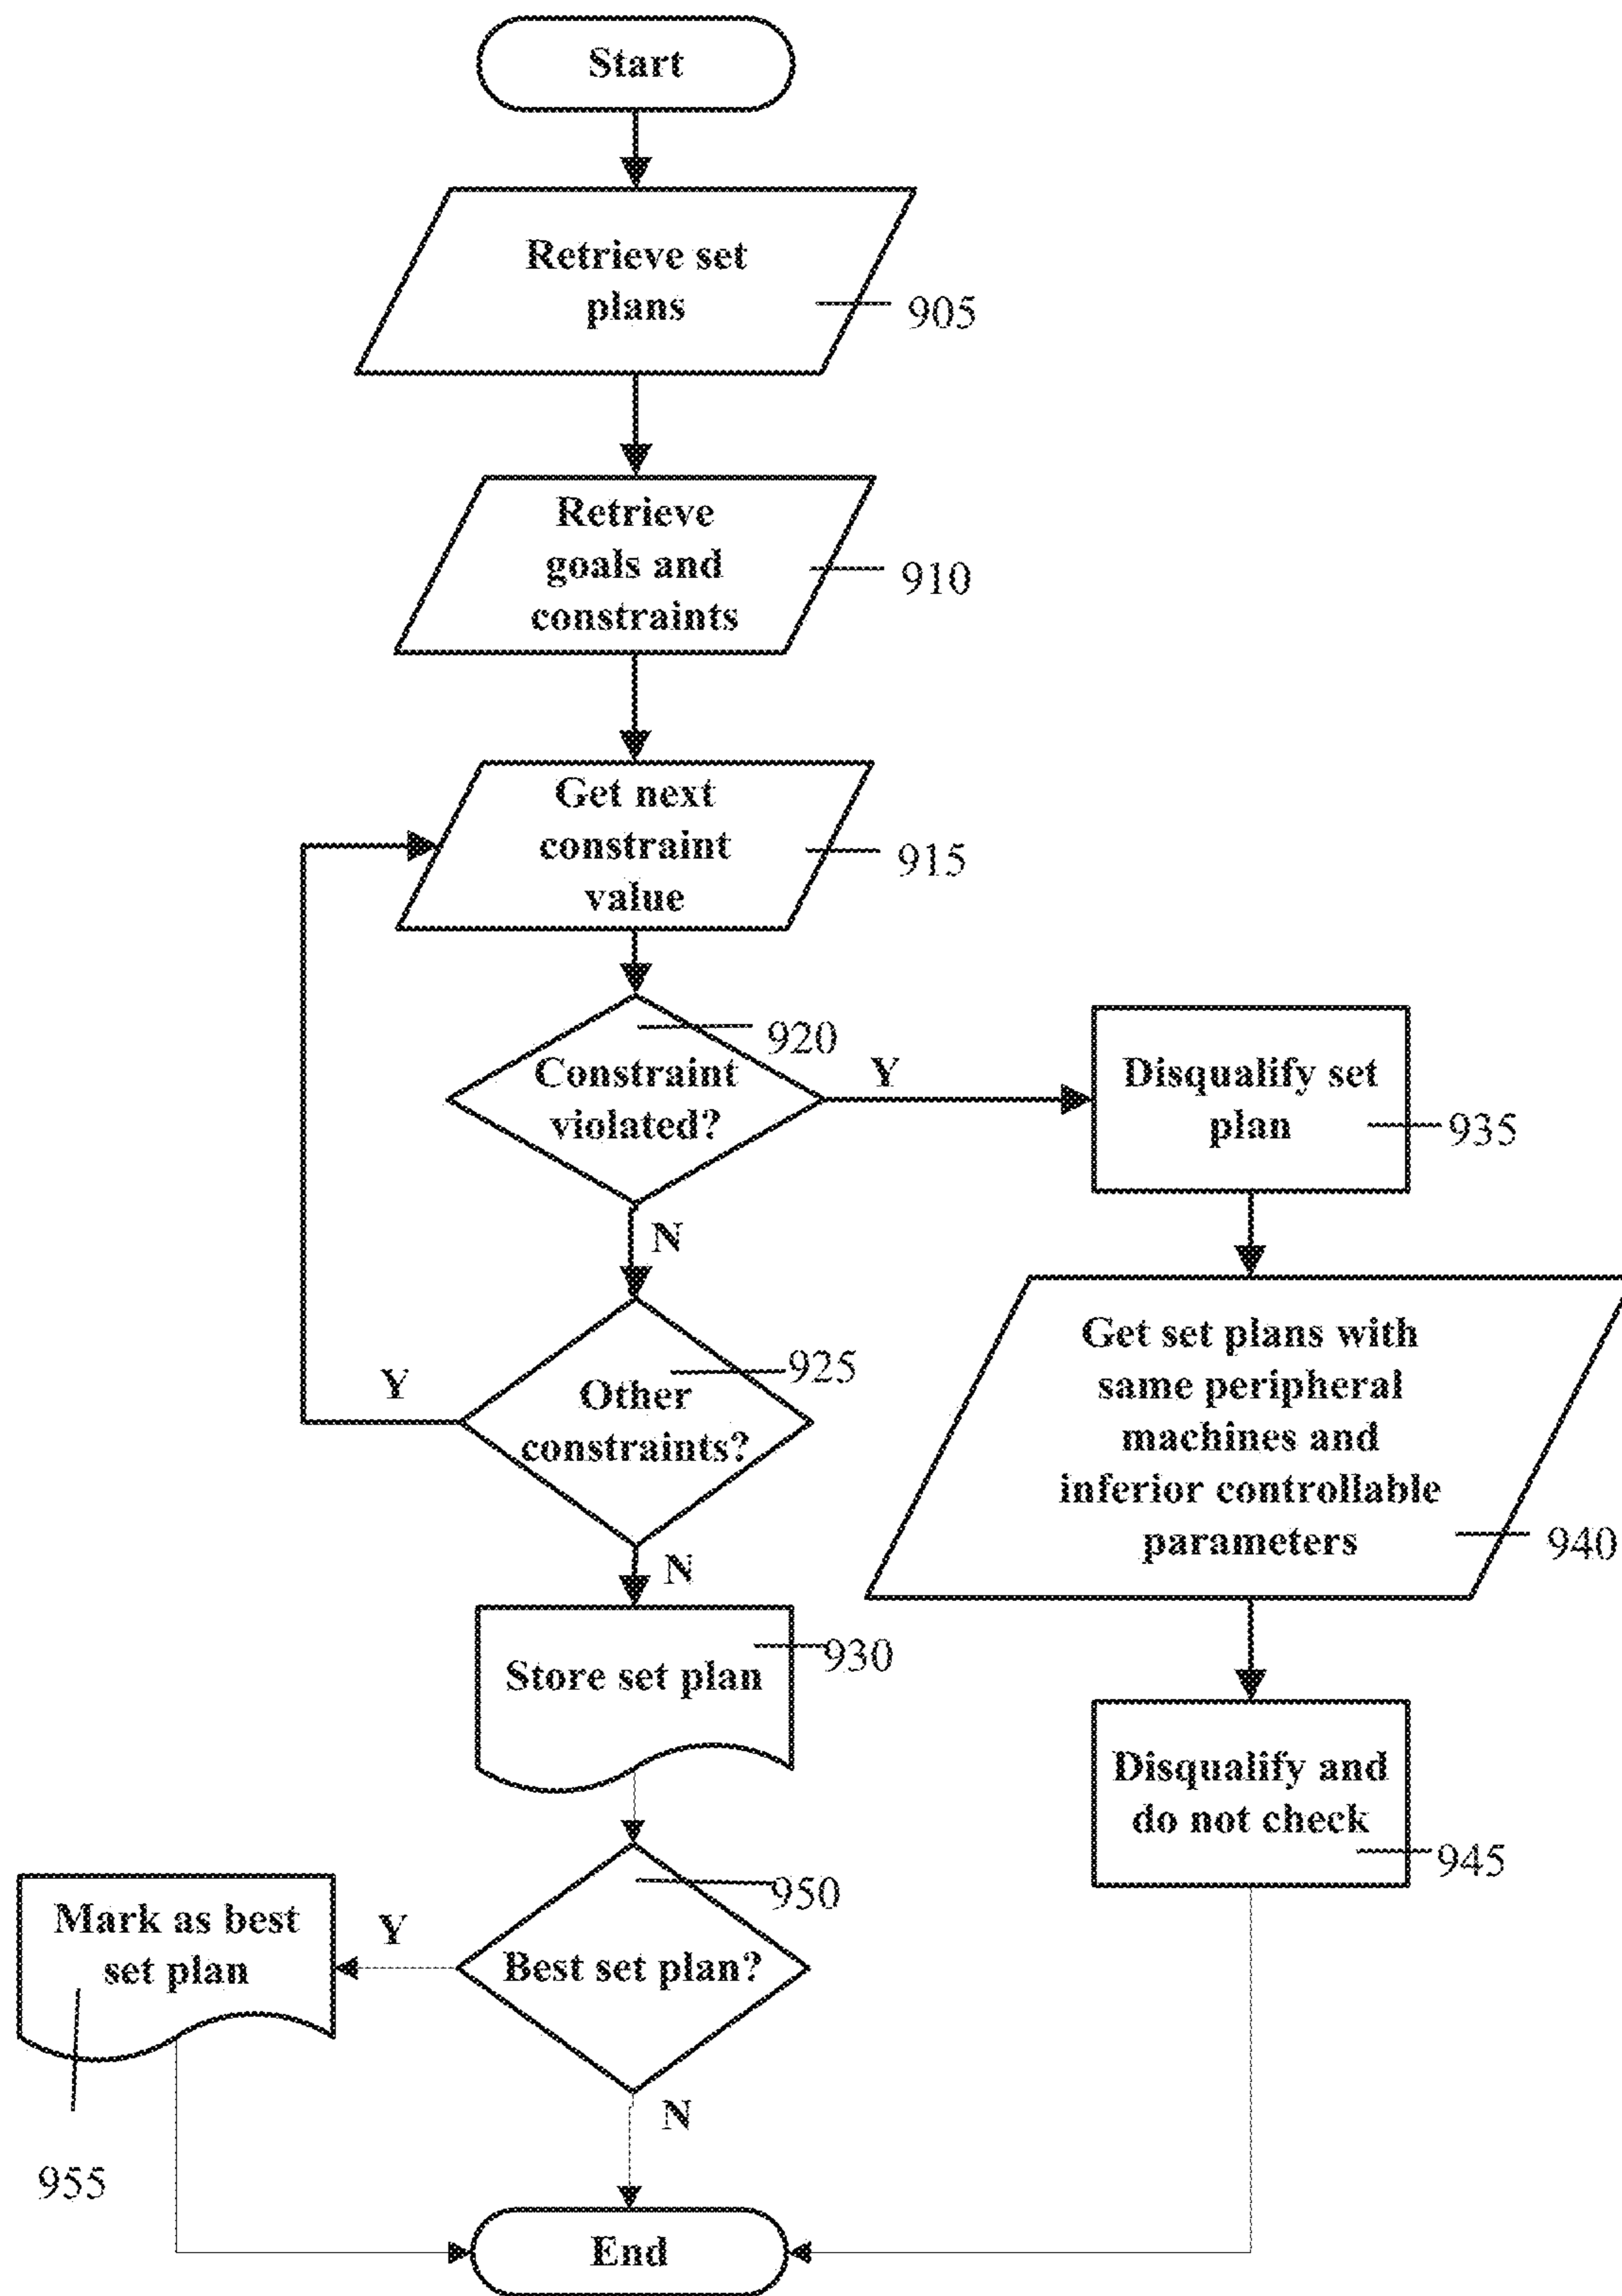 Start
Retrieve set
plans
905
Retrieve
goals and
constraints
910
Get next
constraint
value
915
920
Constraint
violated?
Y
N
Disqualify set
plan
935
925
Other
constraints?
Y
N
Get set plans with
same peripheral
machines and
inferior controllable
parameters
940
Store set plan
930
Disqualify and
do not check
945
950
Best set plan?
Y
N
Mark as best
set plan
955
End